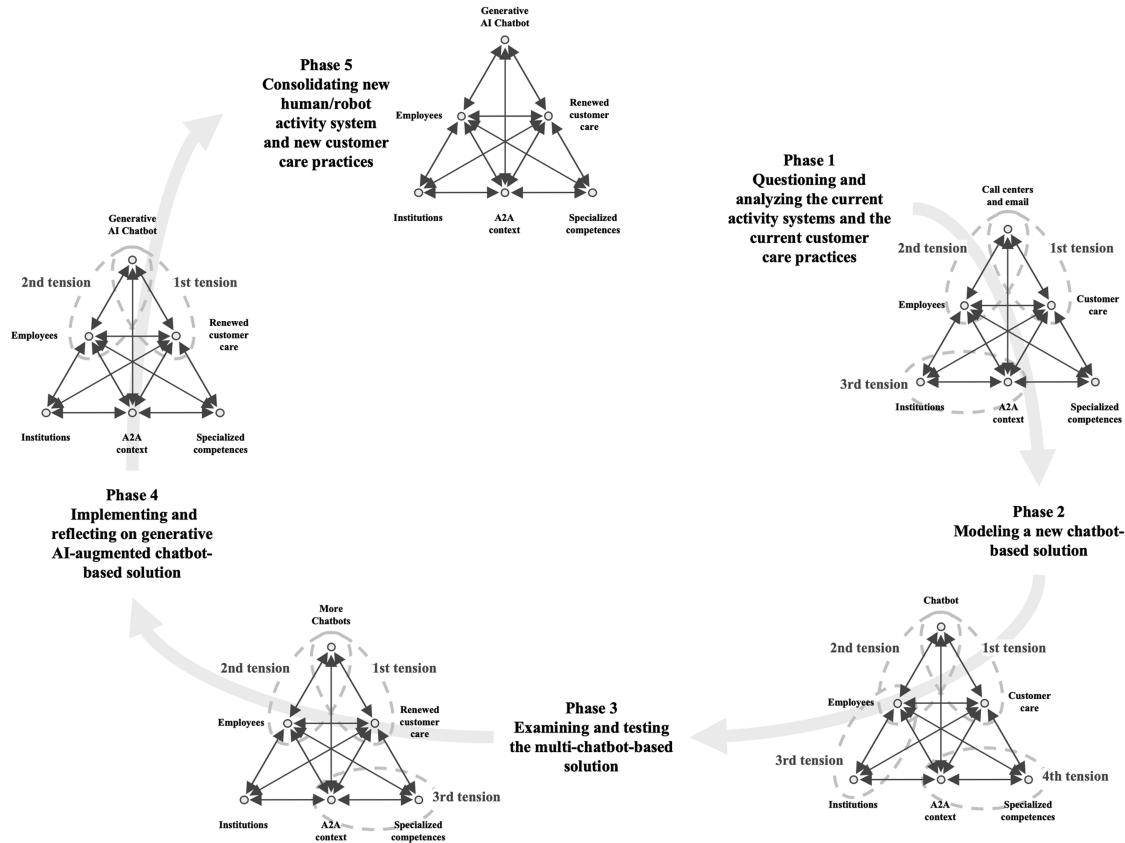 Generative
AI Chatbot
Phase 5
Consolidating new
human/robot
activity system
and new customer
care practices
Employees
Renewed
customer
care
Institutions
A2A
context
Specialized
competences
Phase 1
Questioning and
analyzing the current
activity systems and the
current customer
care practices
Call centers
and email
2nd tension
1st tension
Employees
Customer
care
3rd tension
Institutions
A2A
context
Specialized
competences
Phase 2
Modeling a new chatbot-
based solution
Chatbot
2nd tension
1st tension
Employees
Customer
care
3rd tension
4th tension
Institutions
A2A
context
Specialized
competences
Phase 3
Examining and testing
the multi-chatbot-based
solution
More
Chatbots
2nd tension
1st tension
Employees
Renewed
customer
care
3rd tension
Institutions
A2A
context
Specialized
competences
Phase 4
Implementing and
reflecting on generative
AI-augmented chatbot-
based solution
Generative
AI Chatbot
2nd tension
1st tension
Employees
Renewed
customer
care
Institutions
A2A
context
Specialized
competences